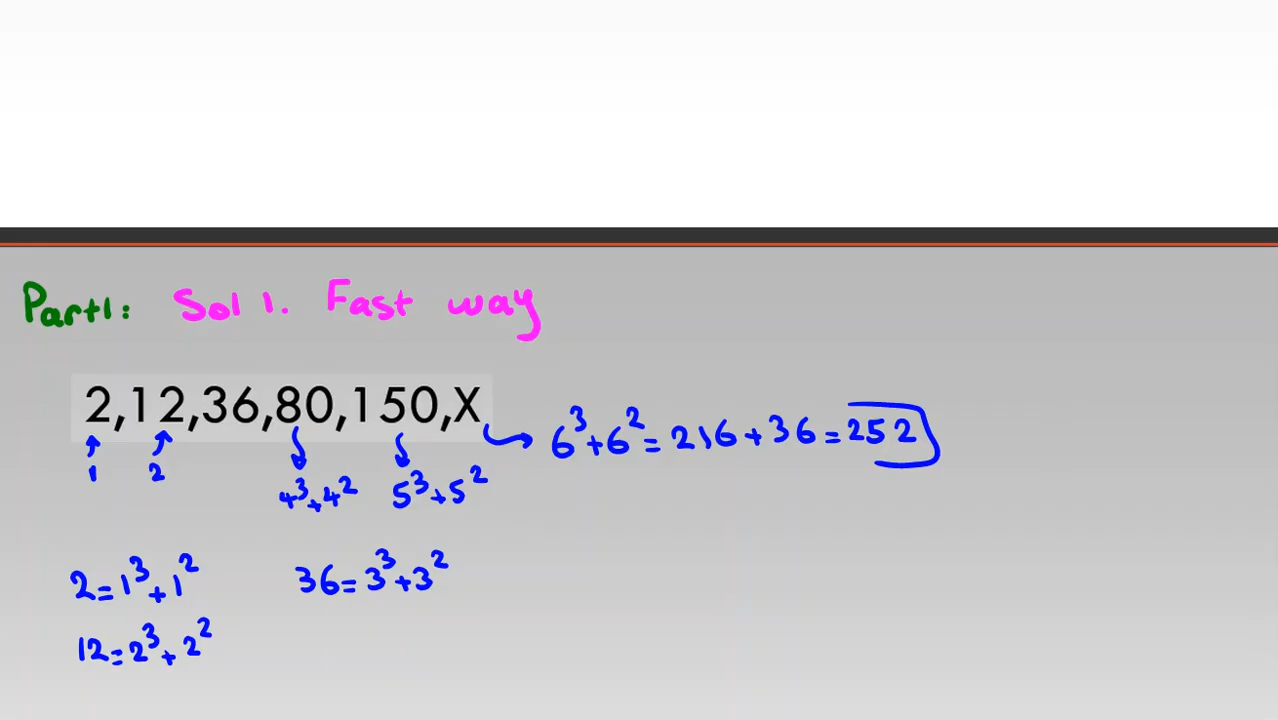 Part1: Sol 1. Fast way
2,12,36,80,150,X
6³+6²=216+36=252
1 2 4³+4² 5³+5²
2=1³+1² 36=3³+3²
12=2³+2²